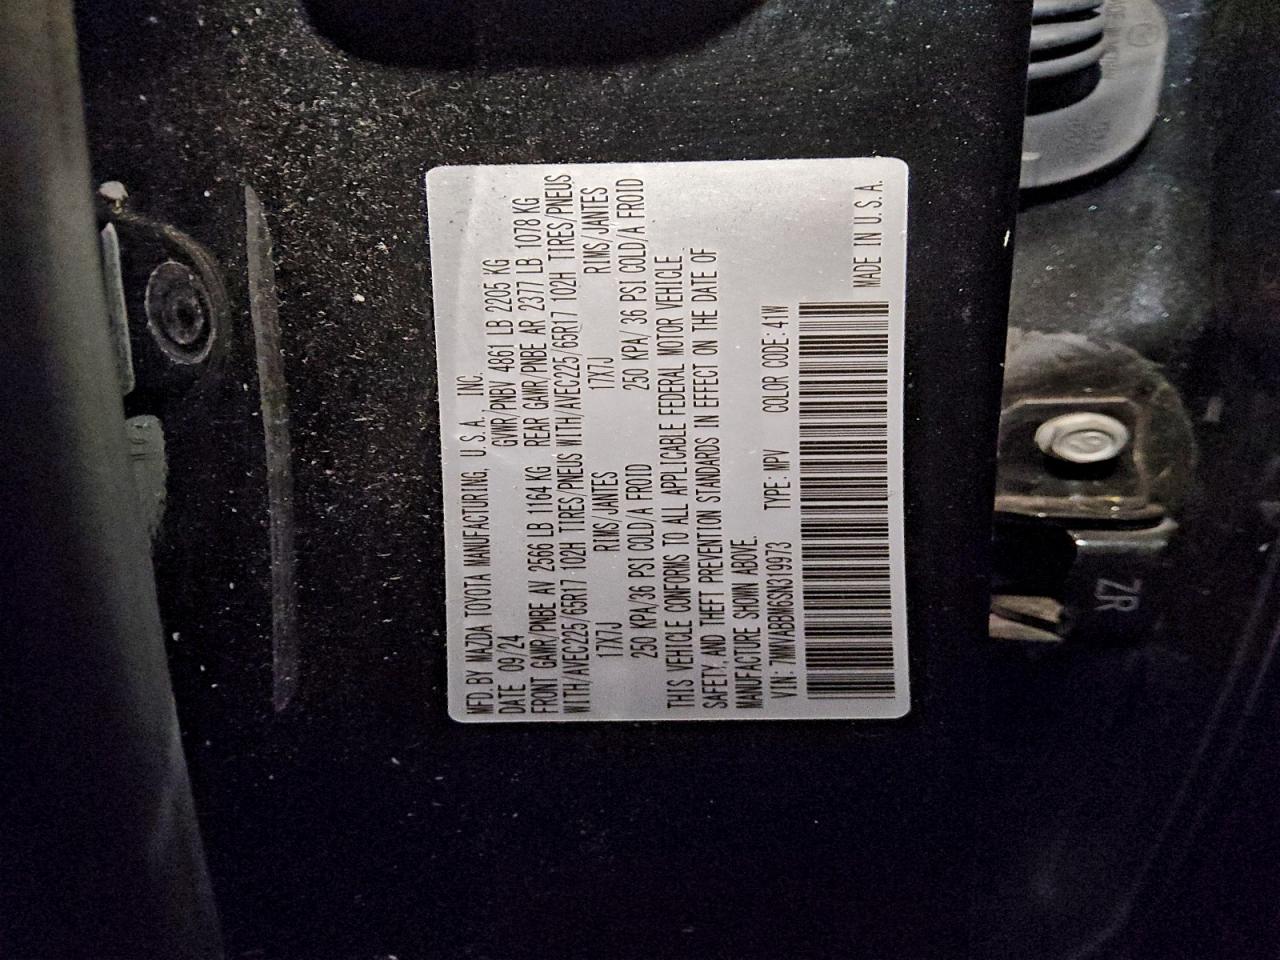 MFD. BY MAZDA TOYOTA MANUFACTURING, U.S.A., INC.
DATE 09/24 GVWR/PNBV 4861 LB 2205 KG
FRONT GAWR/PNBE AV 2566 LB 1164 KG REAR GAWR/PNBE AR 2377 LB 1078 KG
WITH/AVEC225/65R17 102H TIRES/PNEUS WITH/AVEC225/65R17 102H TIRES/PNEUS
17X7J RIMS/JANTES 17X7J RIMS/JANTES
250 KPA/36 PSI COLD/A FROID 250 KPA/36 PSI COLD/A FROID
THIS VEHICLE CONFORMS TO ALL APPLICABLE FEDERAL MOTOR VEHICLE
SAFETY, AND THEFT PREVENTION STANDARDS IN EFFECT ON THE DATE OF
MANUFACTURE SHOWN ABOVE.
VIN: 7MMVABBM6SN319973 TYPE: MPV COLOR CODE: 41W
MADE IN U.S.A.
ZR